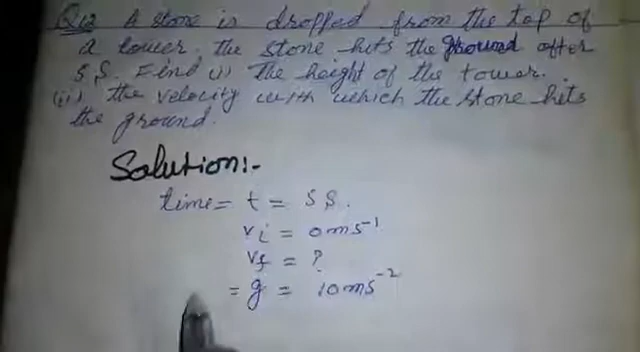 Q12 A stone is dropped from the top of
a tower. the stone hits the ground after
5 S. Find (i) The height of the tower.
(ii) the velocity with which the stone hits
the ground.
Solution:-
time = t = 5 S.
vi = 0 ms⁻¹
vf = ?
= g = 10 ms⁻²